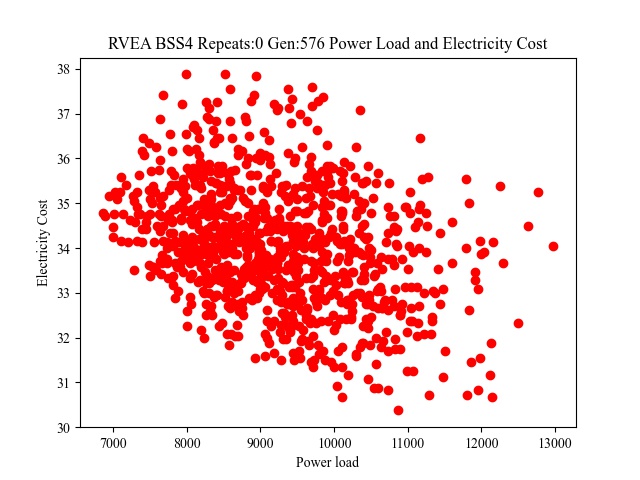 RVEA BSS4 Repeats:0 Gen:576 Power Load and Electricity Cost
38
37
36
35
34
33
32
31
30
Electricity Cost
7000 8000 9000 10000 11000 12000 13000
Power load